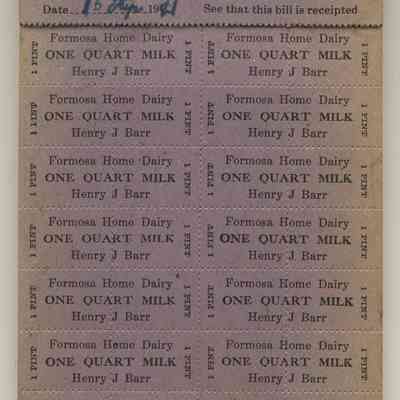 Date 1941 See that this bill is receipted
1 PINT Formosa Home Dairy 1 PINT Formosa Home Dairy 1 PINT
ONE QUART MILK ONE QUART MILK
Henry J Barr Henry J Barr
1 PINT Formosa Home Dairy 1 PINT 1 PINT Formosa Home Dairy 1 PINT
ONE QUART MILK ONE QUART MILK
Henry J Barr Henry J Barr
1 PINT Formosa Home Dairy 1 PINT 1 PINT Formosa Home Dairy 1 PINT
ONE QUART MILK ONE QUART MILK
Henry J Barr Henry J Barr
1 PINT Formosa Home Dairy 1 PINT 1 PINT Formosa Home Dairy 1 PINT
ONE QUART MILK ONE QUART MILK
Henry J Barr Henry J Barr
1 PINT Formosa Home Dairy 1 PINT 1 PINT Formosa Home Dairy 1 PINT
ONE QUART MILK ONE QUART MILK
Henry J Barr Henry J Barr
1 PINT Formosa Home Dairy 1 PINT 1 PINT Formosa Home Dairy 1 PINT
ONE QUART MILK ONE QUART MILK
Henry J Barr Henry J Barr